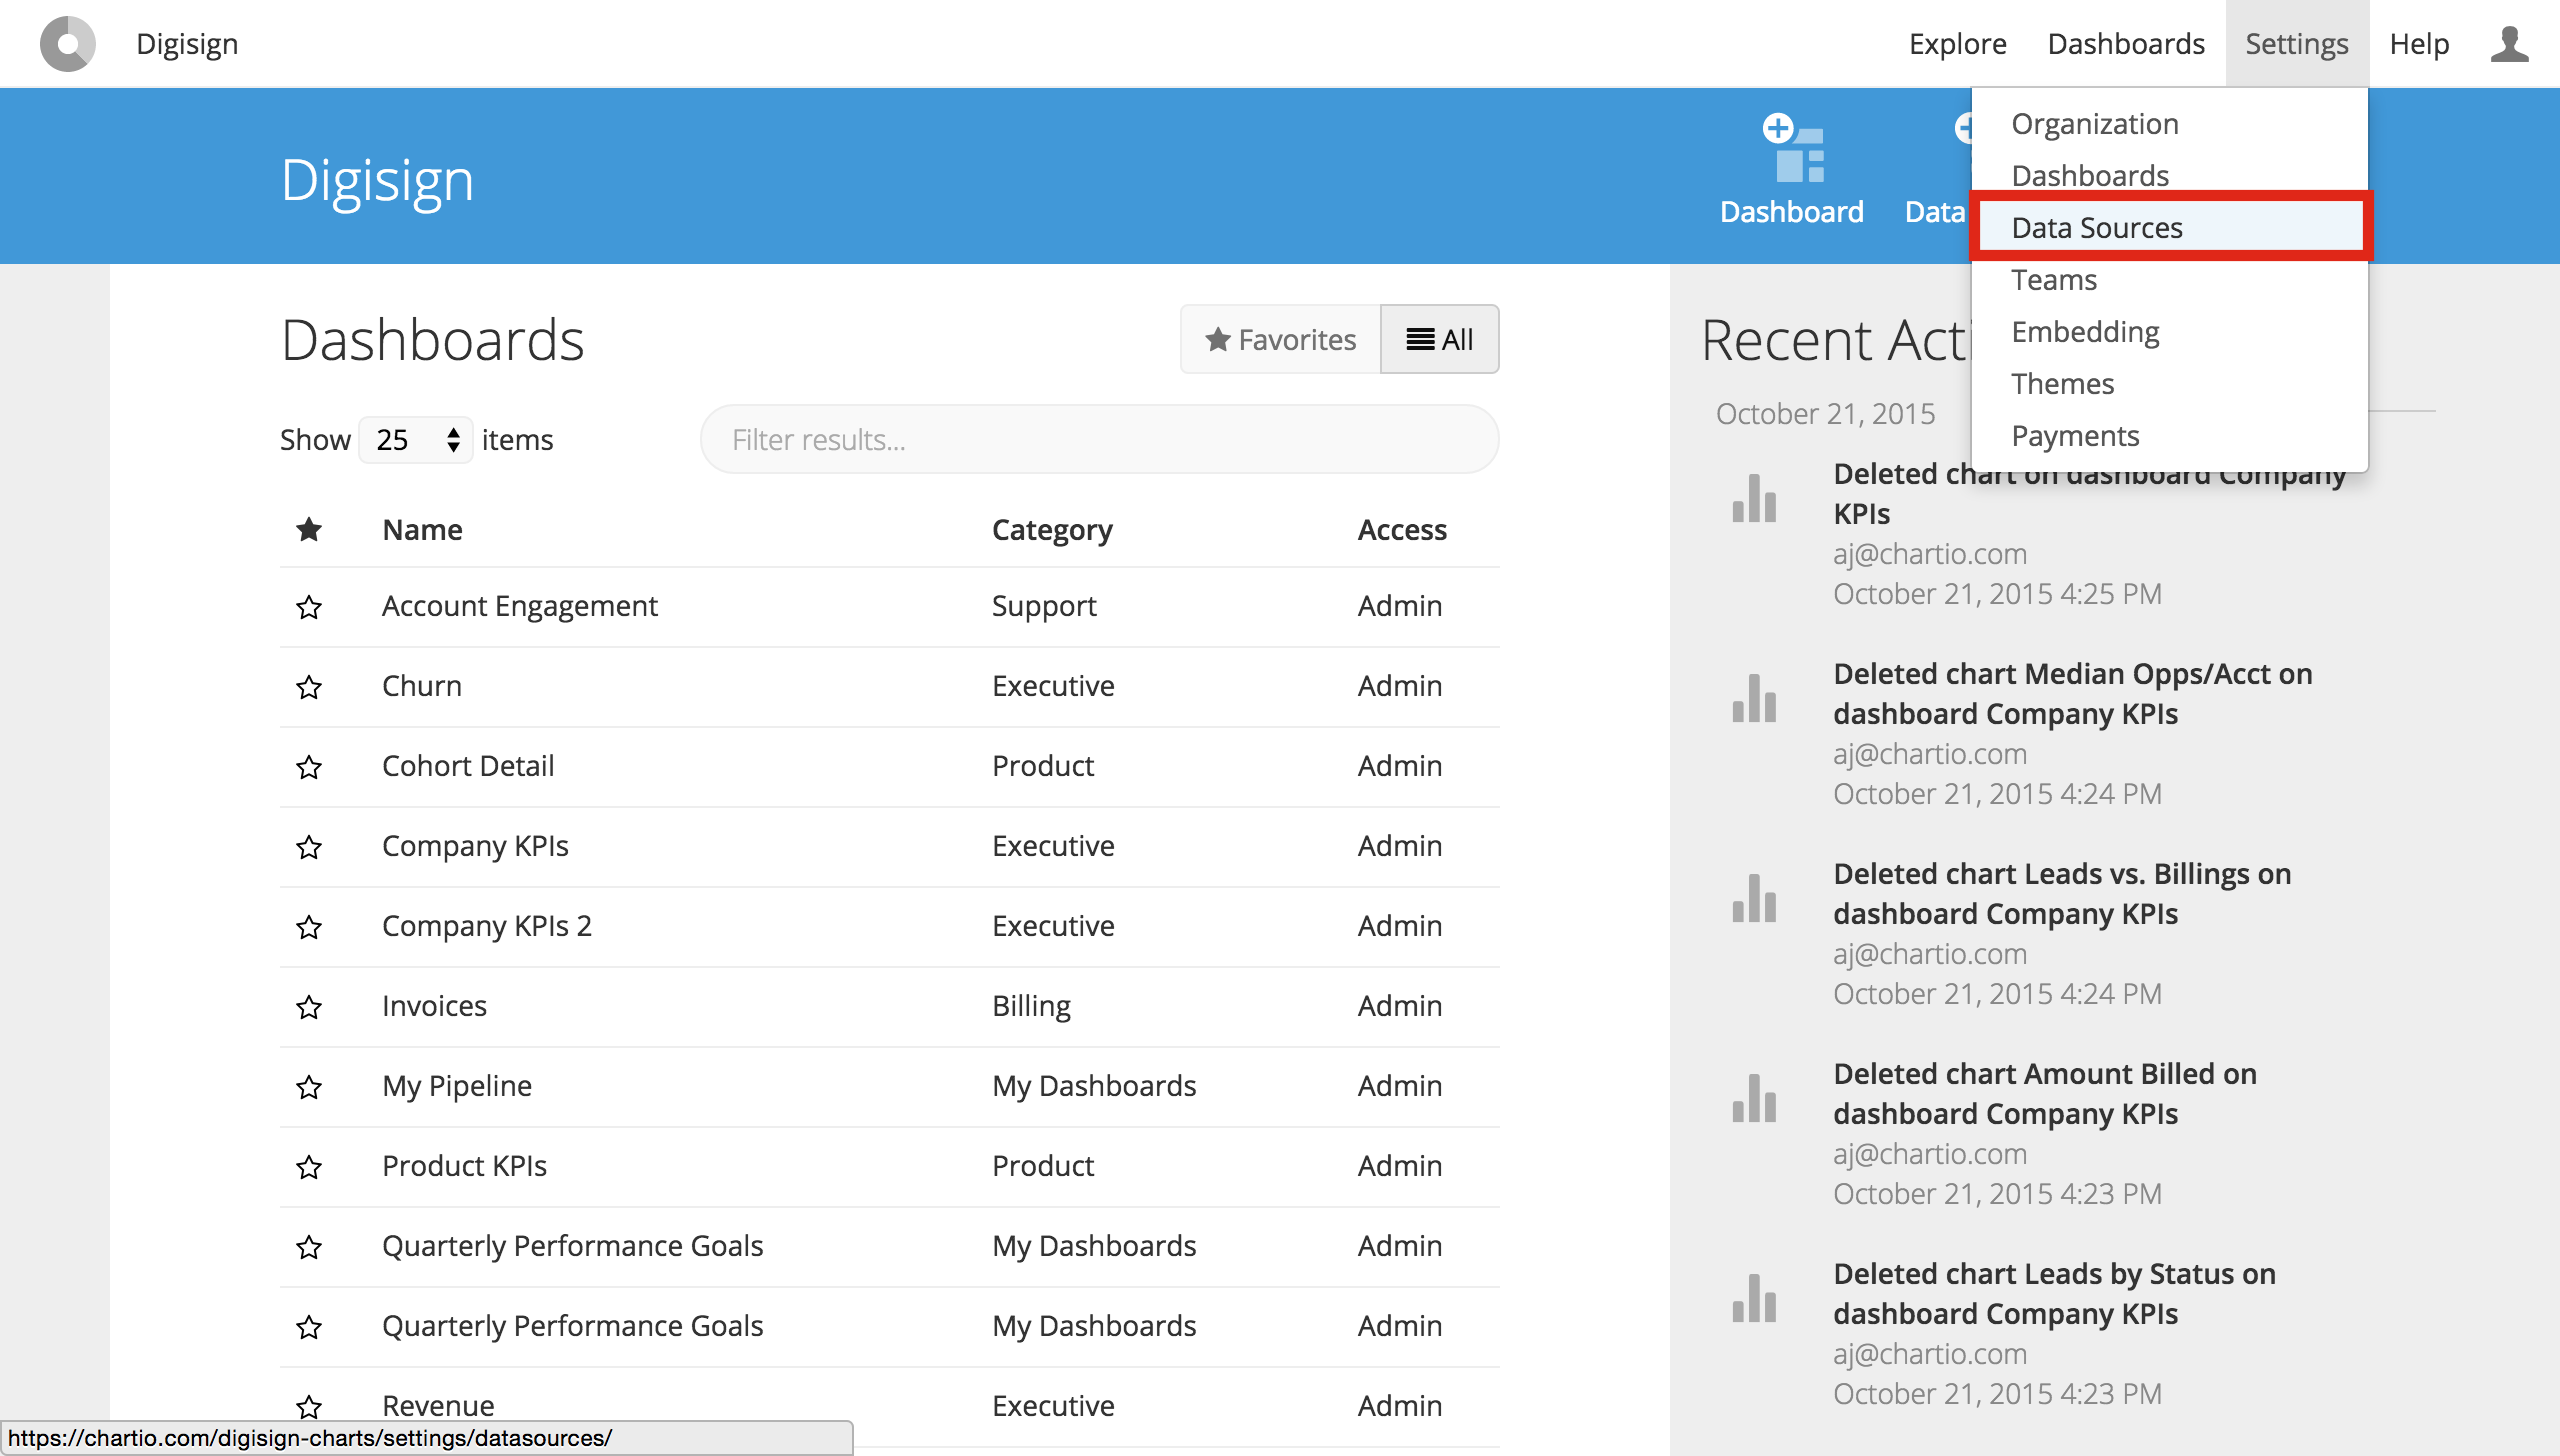 Digisign
Explore Dashboards Settings Help
Organization
Dashboards
Data Sources
Teams
Embedding
Themes
Payments
Digisign
Dashboard Data
Dashboards
Favorites All
Show 25 items
Filter results...
Name Category Access
Account Engagement Support Admin
Churn Executive Admin
Cohort Detail Product Admin
Company KPIs Executive Admin
Company KPIs 2 Executive Admin
Invoices Billing Admin
My Pipeline My Dashboards Admin
Product KPIs Product Admin
Quarterly Performance Goals My Dashboards Admin
Quarterly Performance Goals My Dashboards Admin
Revenue Executive Admin
Recent Acti
October 21, 2015
Deleted chart on dashboard Company
KPIs
aj@chartio.com
October 21, 2015 4:25 PM
Deleted chart Median Opps/Acct on
dashboard Company KPIs
aj@chartio.com
October 21, 2015 4:24 PM
Deleted chart Leads vs. Billings on
dashboard Company KPIs
aj@chartio.com
October 21, 2015 4:24 PM
Deleted chart Amount Billed on
dashboard Company KPIs
aj@chartio.com
October 21, 2015 4:23 PM
Deleted chart Leads by Status on
dashboard Company KPIs
aj@chartio.com
October 21, 2015 4:23 PM
https://chartio.com/digisign-charts/settings/datasources/